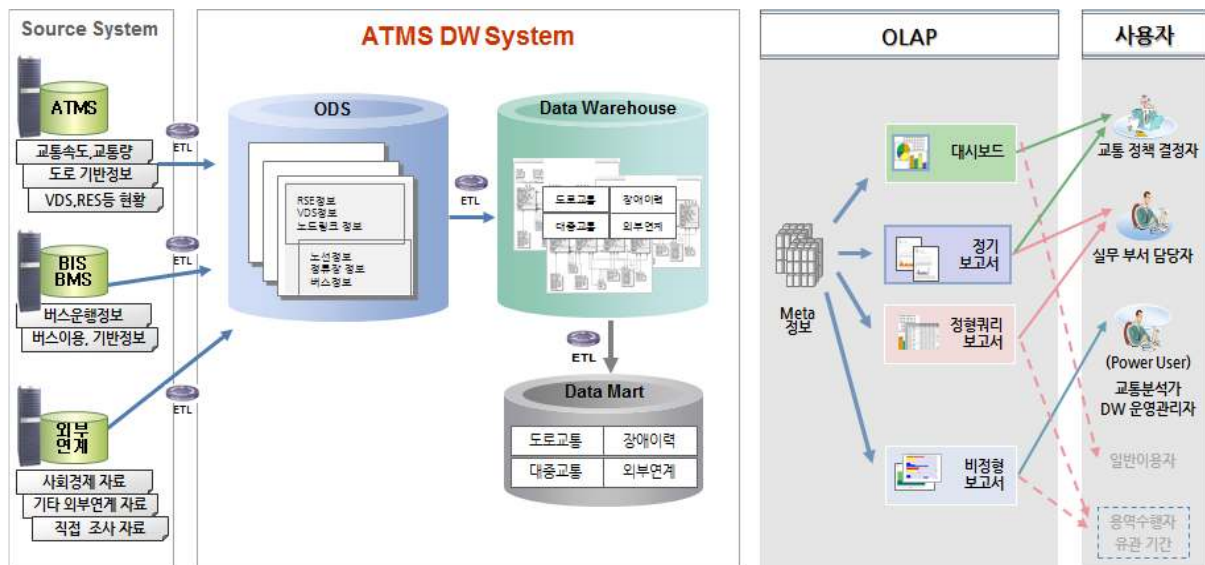 Source System
ATMS
교통속도,교통량
도로 기반정보
VDS,RES등 현황
BIS
BMS
버스운행정보
버스이용, 기반정보
외부
연계
사회경제 자료
기타 외부연계 자료
직접 조사 자료
ETL
ETL
ETL
ATMS DW System
ODS
RSE정보
VDS정보
노드링크 정보
노선정보
정류장 정보
버스정보
ETL
Data Warehouse
도로교통 장애이력
대중교통 외부연계
ETL
Data Mart
도로교통 장애이력
대중교통 외부연계
OLAP
Meta
정보
대시보드
정기
보고서
정형쿼리
보고서
비정형
보고서
사용자
교통 정책 결정자
실무 부서 담당자
(Power User)
교통분석가
DW 운영관리자
일반이용자
용역수행자
유관 기간